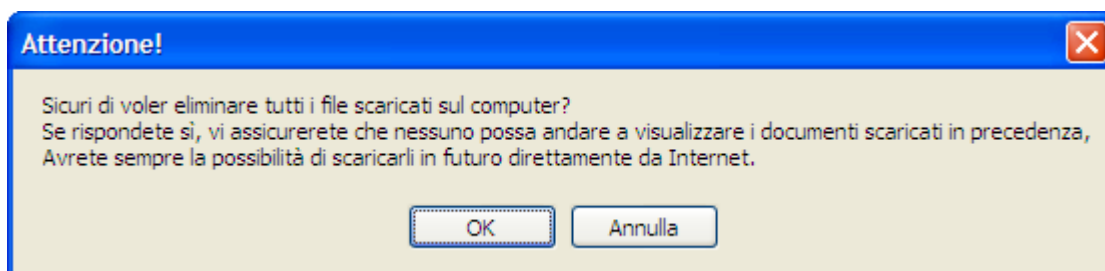 Attenzione!
Sicuri di voler eliminare tutti i file scaricati sul computer?
Se rispondete sì, vi assicurerete che nessuno possa andare a visualizzare i documenti scaricati in precedenza,
Avrete sempre la possibilità di scaricarli in futuro direttamente da Internet.
OK Annulla